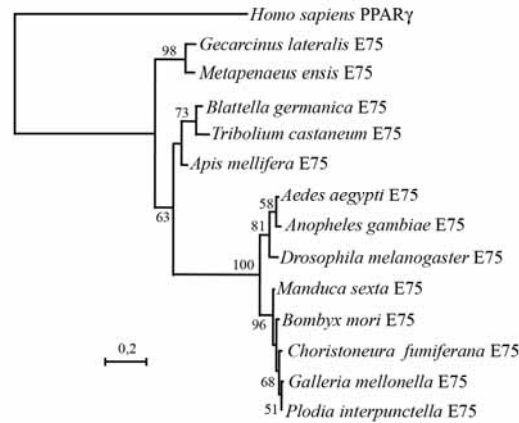 Homo sapiens PPARγ
Gecarcinus lateralis E75
98
Metapenaeus ensis E75
Blattella germanica E75
73
Tribolium castaneum E75
Apis mellifera E75
Aedes aegypti E75
58
Anopheles gambiae E75
63
81
Drosophila melanogaster E75
100
Manduca sexta E75
Bombyx mori E75
96
Choristoneura fumiferana E75
0,2
Galleria mellonella E75
68
Plodia interpunctella E75
51